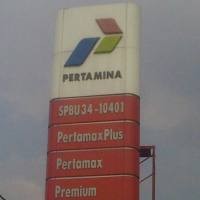 PERTAMINA
SPBU 34-10401
PertamaxPlus
Pertamax
Premium